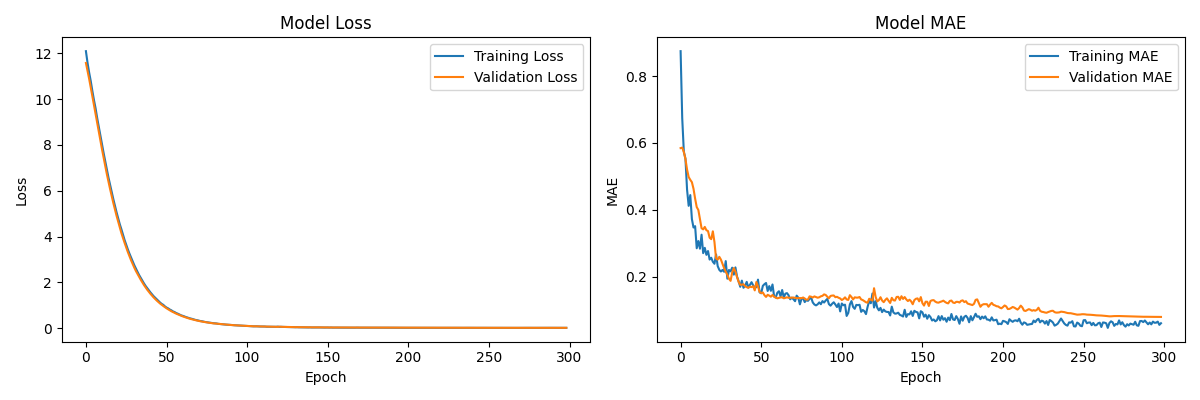 Model Loss
Training Loss
Validation Loss
12
10
8
6
4
2
0
Loss
0 50 100 150 200 250 300
Epoch
Model MAE
Training MAE
Validation MAE
0.8
0.6
0.4
0.2
MAE
0 50 100 150 200 250 300
Epoch